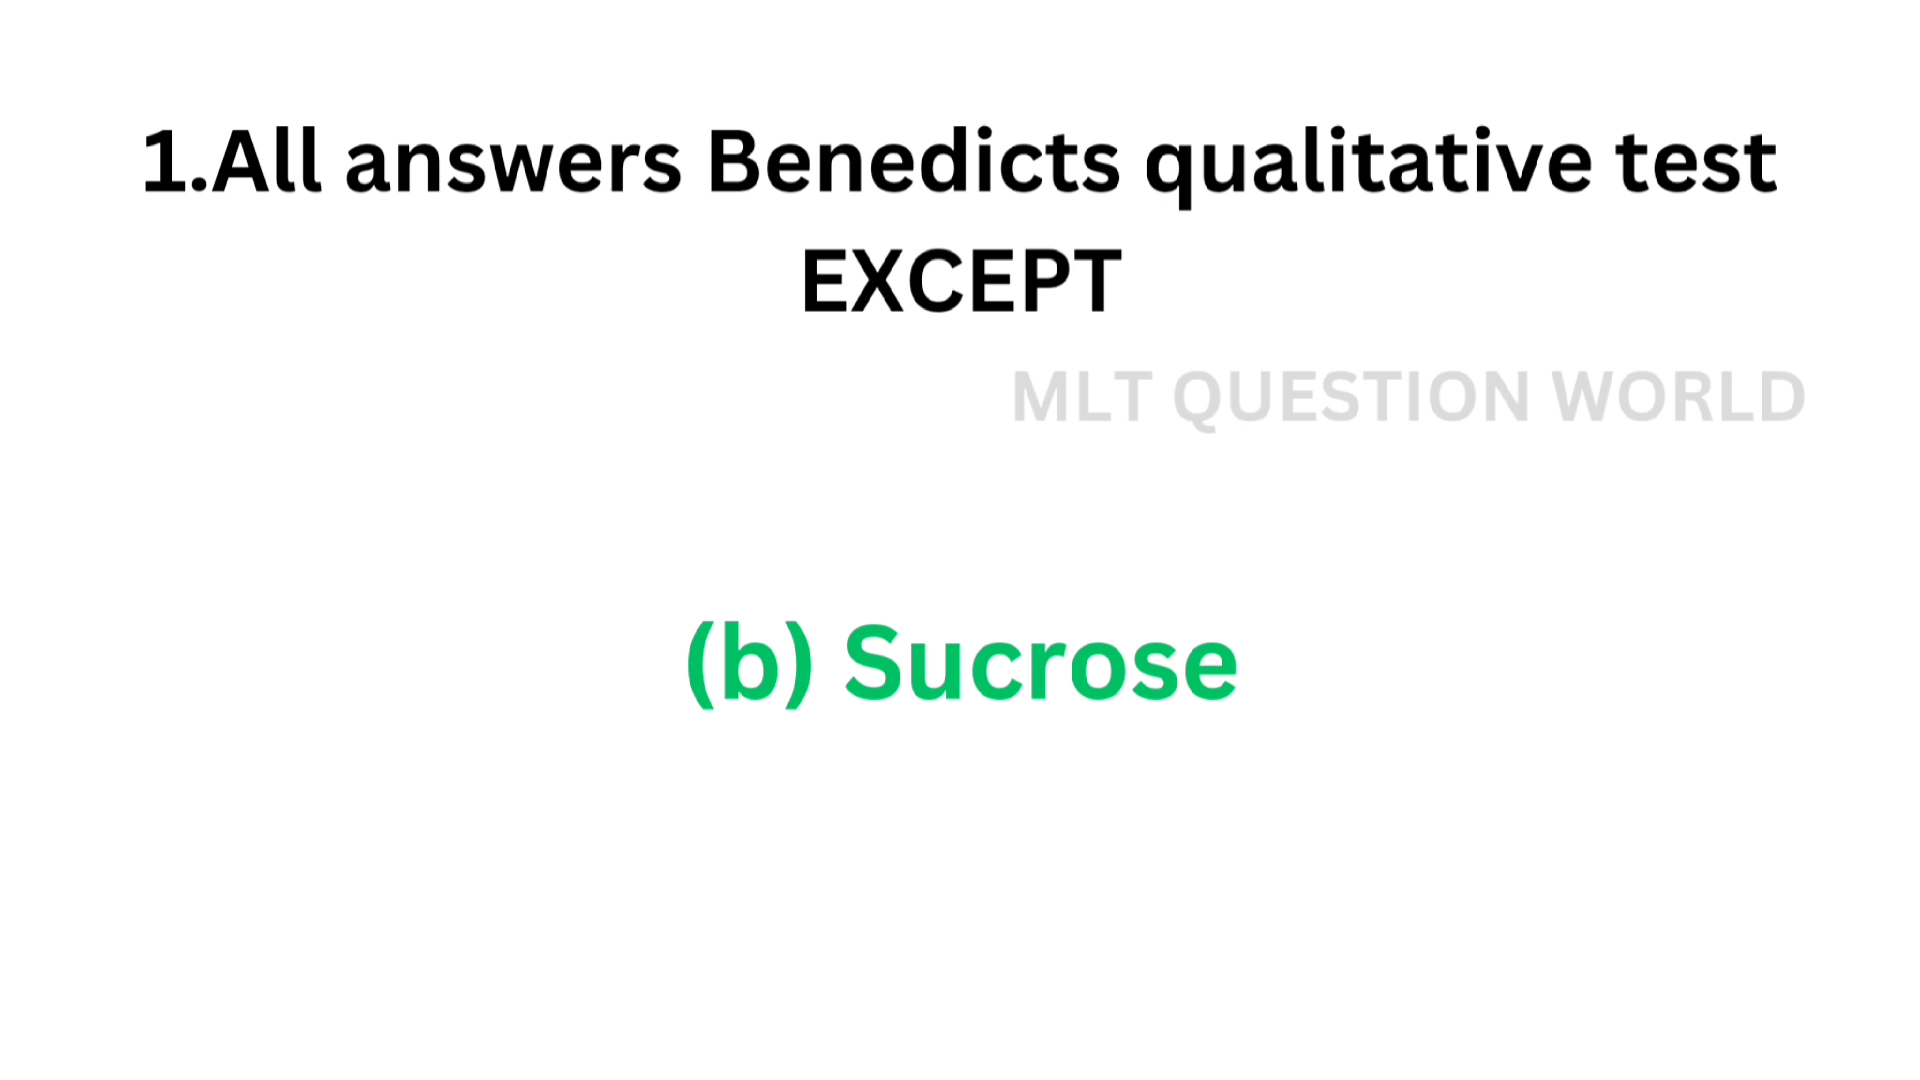 1.All answers Benedicts qualitative test
EXCEPT
MLT QUESTION WORLD
(b) Sucrose